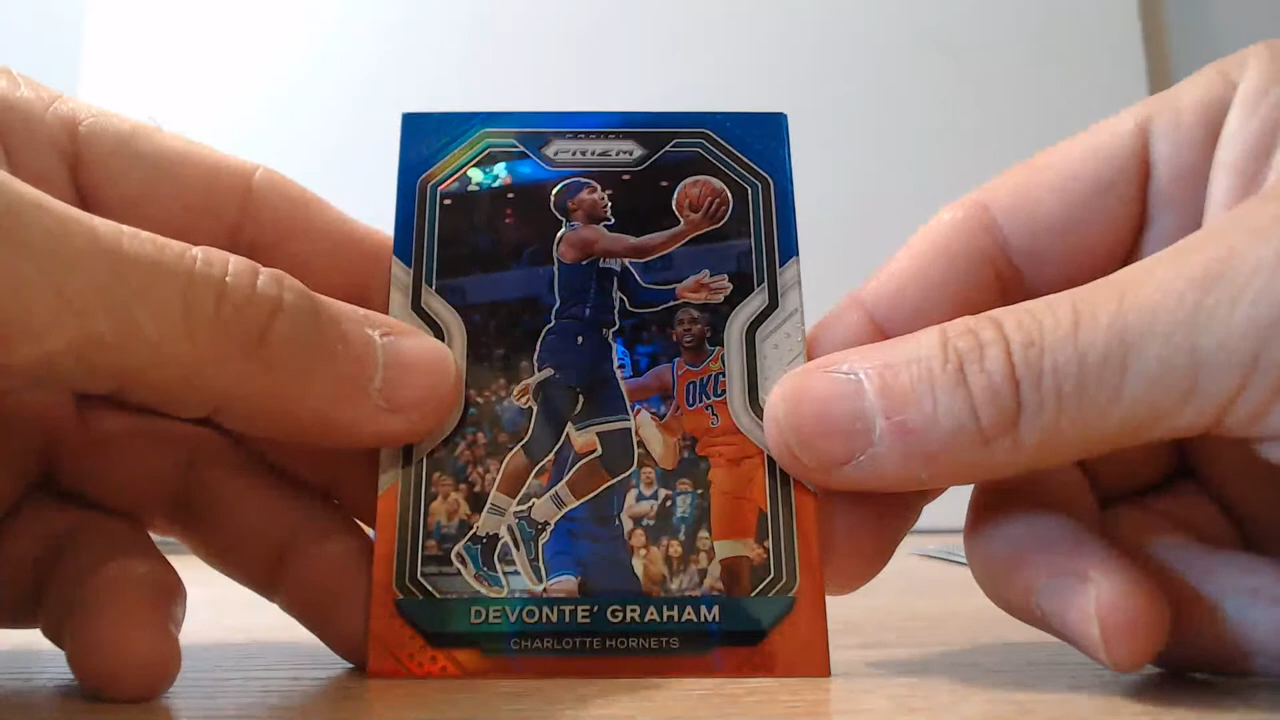 PANINI
PRIZM
OKC
3
DEVONTE' GRAHAM
CHARLOTTE HORNETS